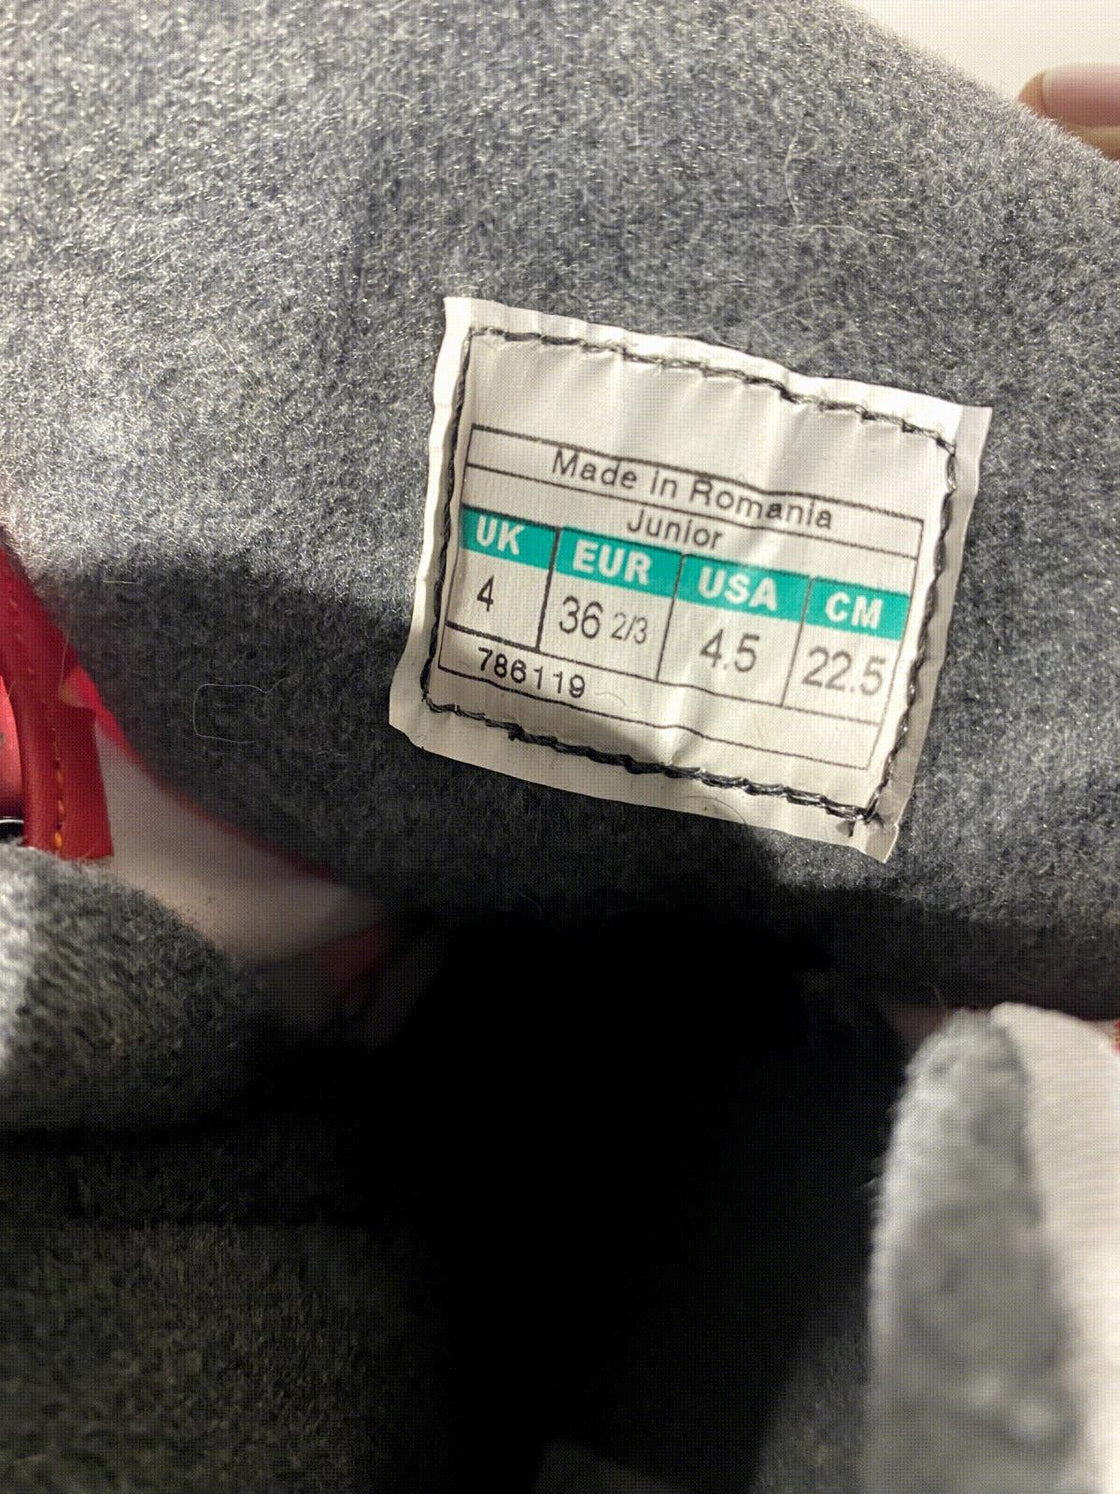 Made in Romania
Junior
UK EUR USA CM
4 36 2/3 4.5 22.5
786119